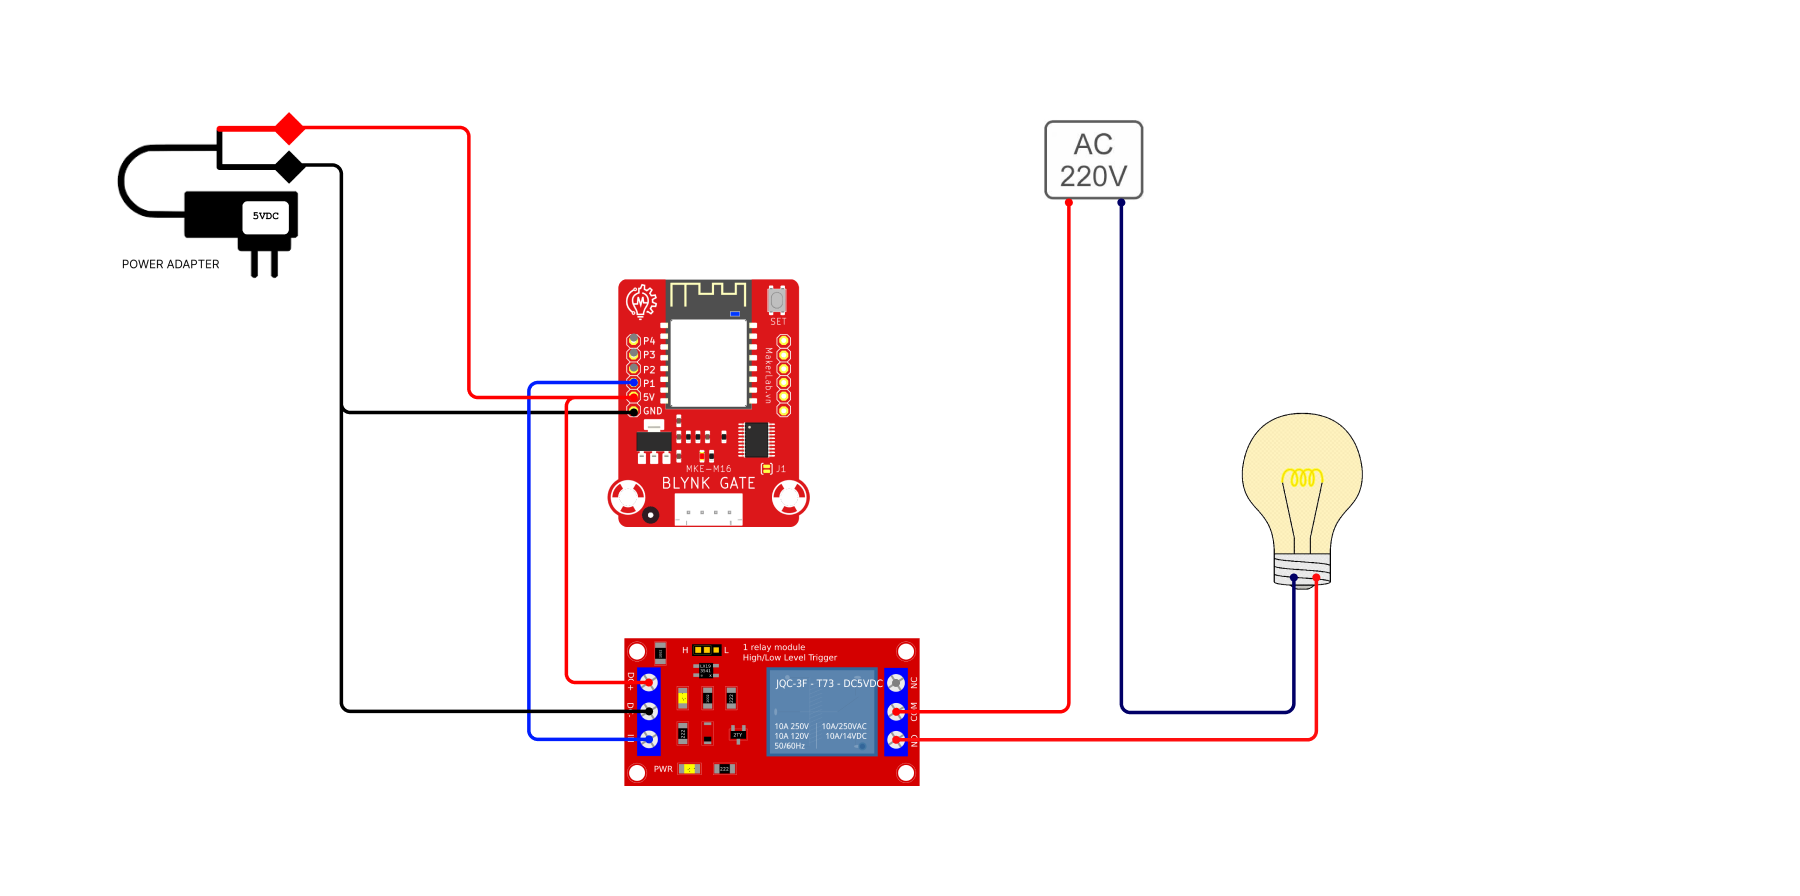 5VDC
POWER ADAPTER
AC
220V
SET
P4
P3
P2
P1
5V
GND
MakerLab.vn
MKE-M16
J1
BLYNK GATE
H
L
1 relay module
High/Low Level Trigger
DC+
JQC-3F - T73 - DC5VDC
10A 250V
10A 120V
50/60Hz
10A/250VAC
10A/14VDC
NC
COM
NO
PWR